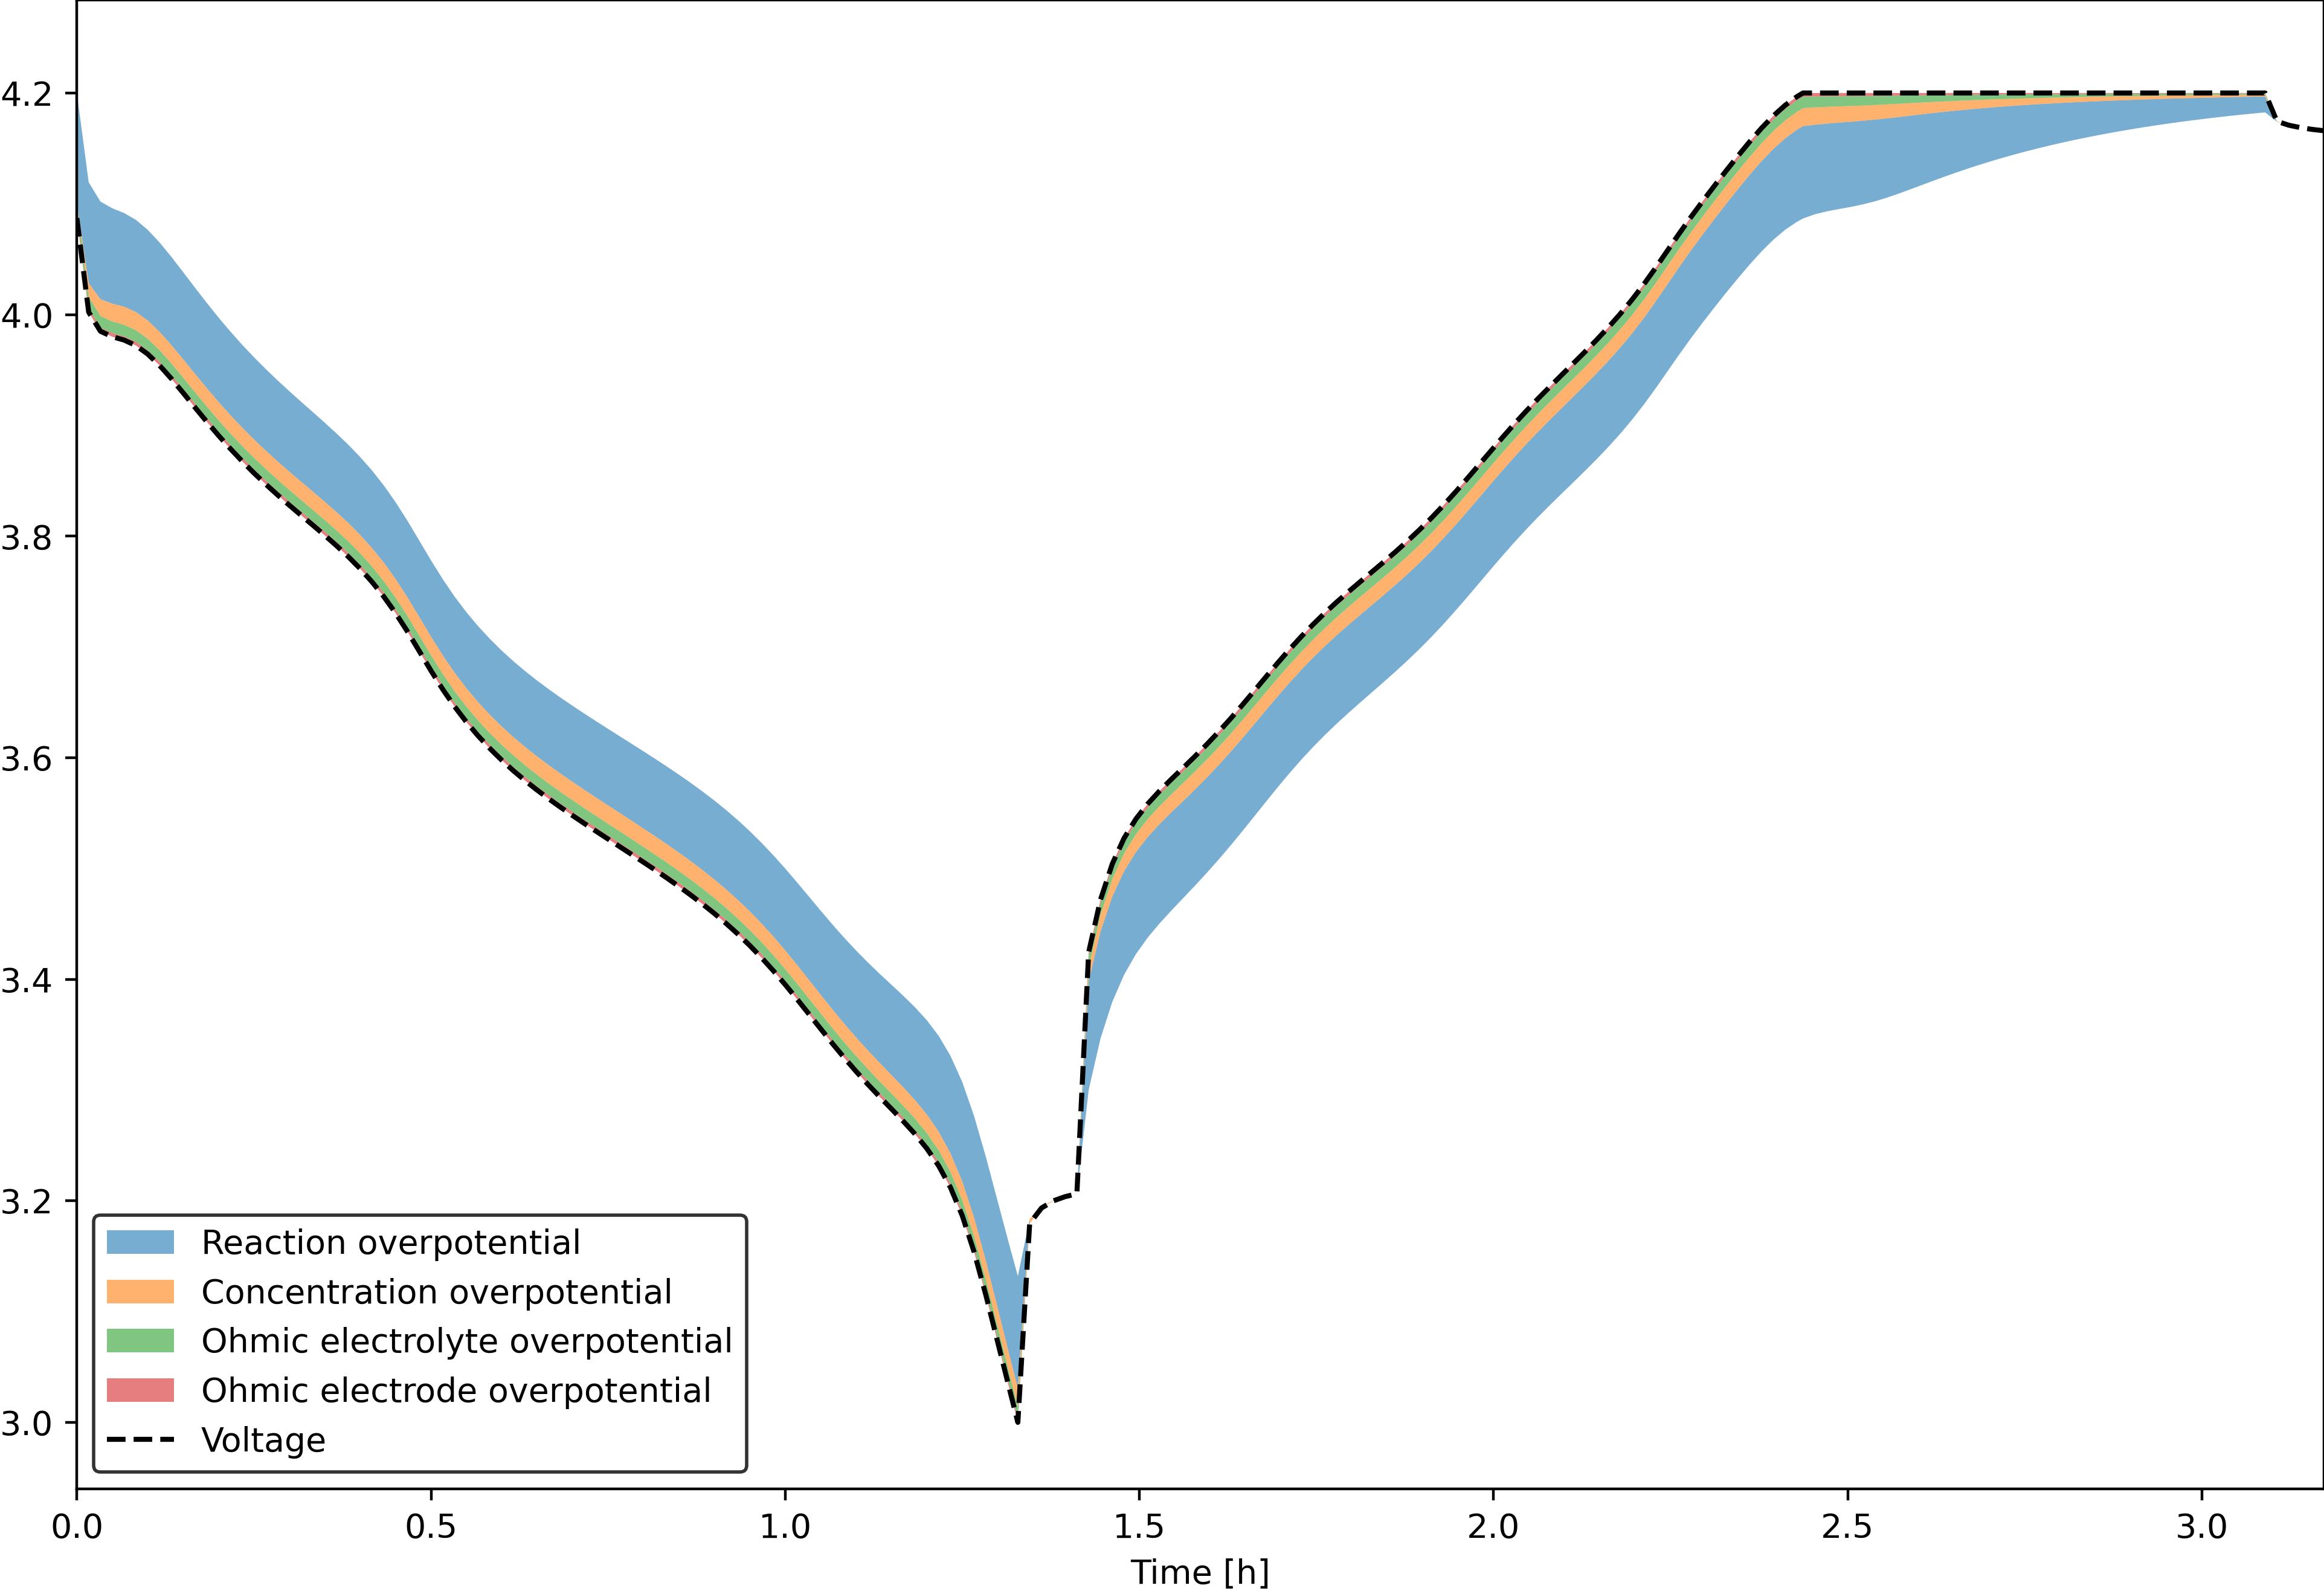 4.2
4.0
3.8
3.6
3.4
3.2
3.0
Reaction overpotential
Concentration overpotential
Ohmic electrolyte overpotential
Ohmic electrode overpotential
Voltage
0.0 0.5 1.0 1.5 2.0 2.5 3.0
Time [h]